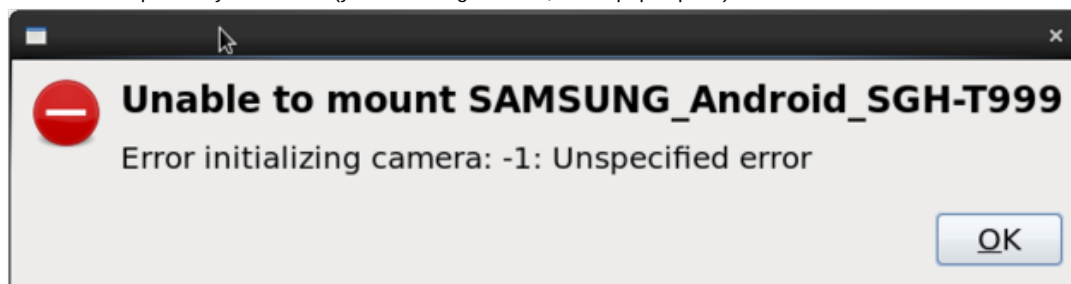 Unable to mount SAMSUNG_Android_SGH-T999
Error initializing camera: -1: Unspecified error
OK